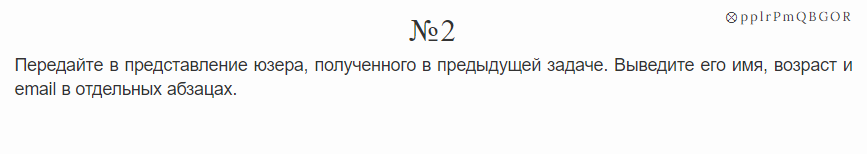 ⊗pplrPmQBGOR
№2
Передайте в представление юзера, полученного в предыдущей задаче. Выведите его имя, возраст и
email в отдельных абзацах.